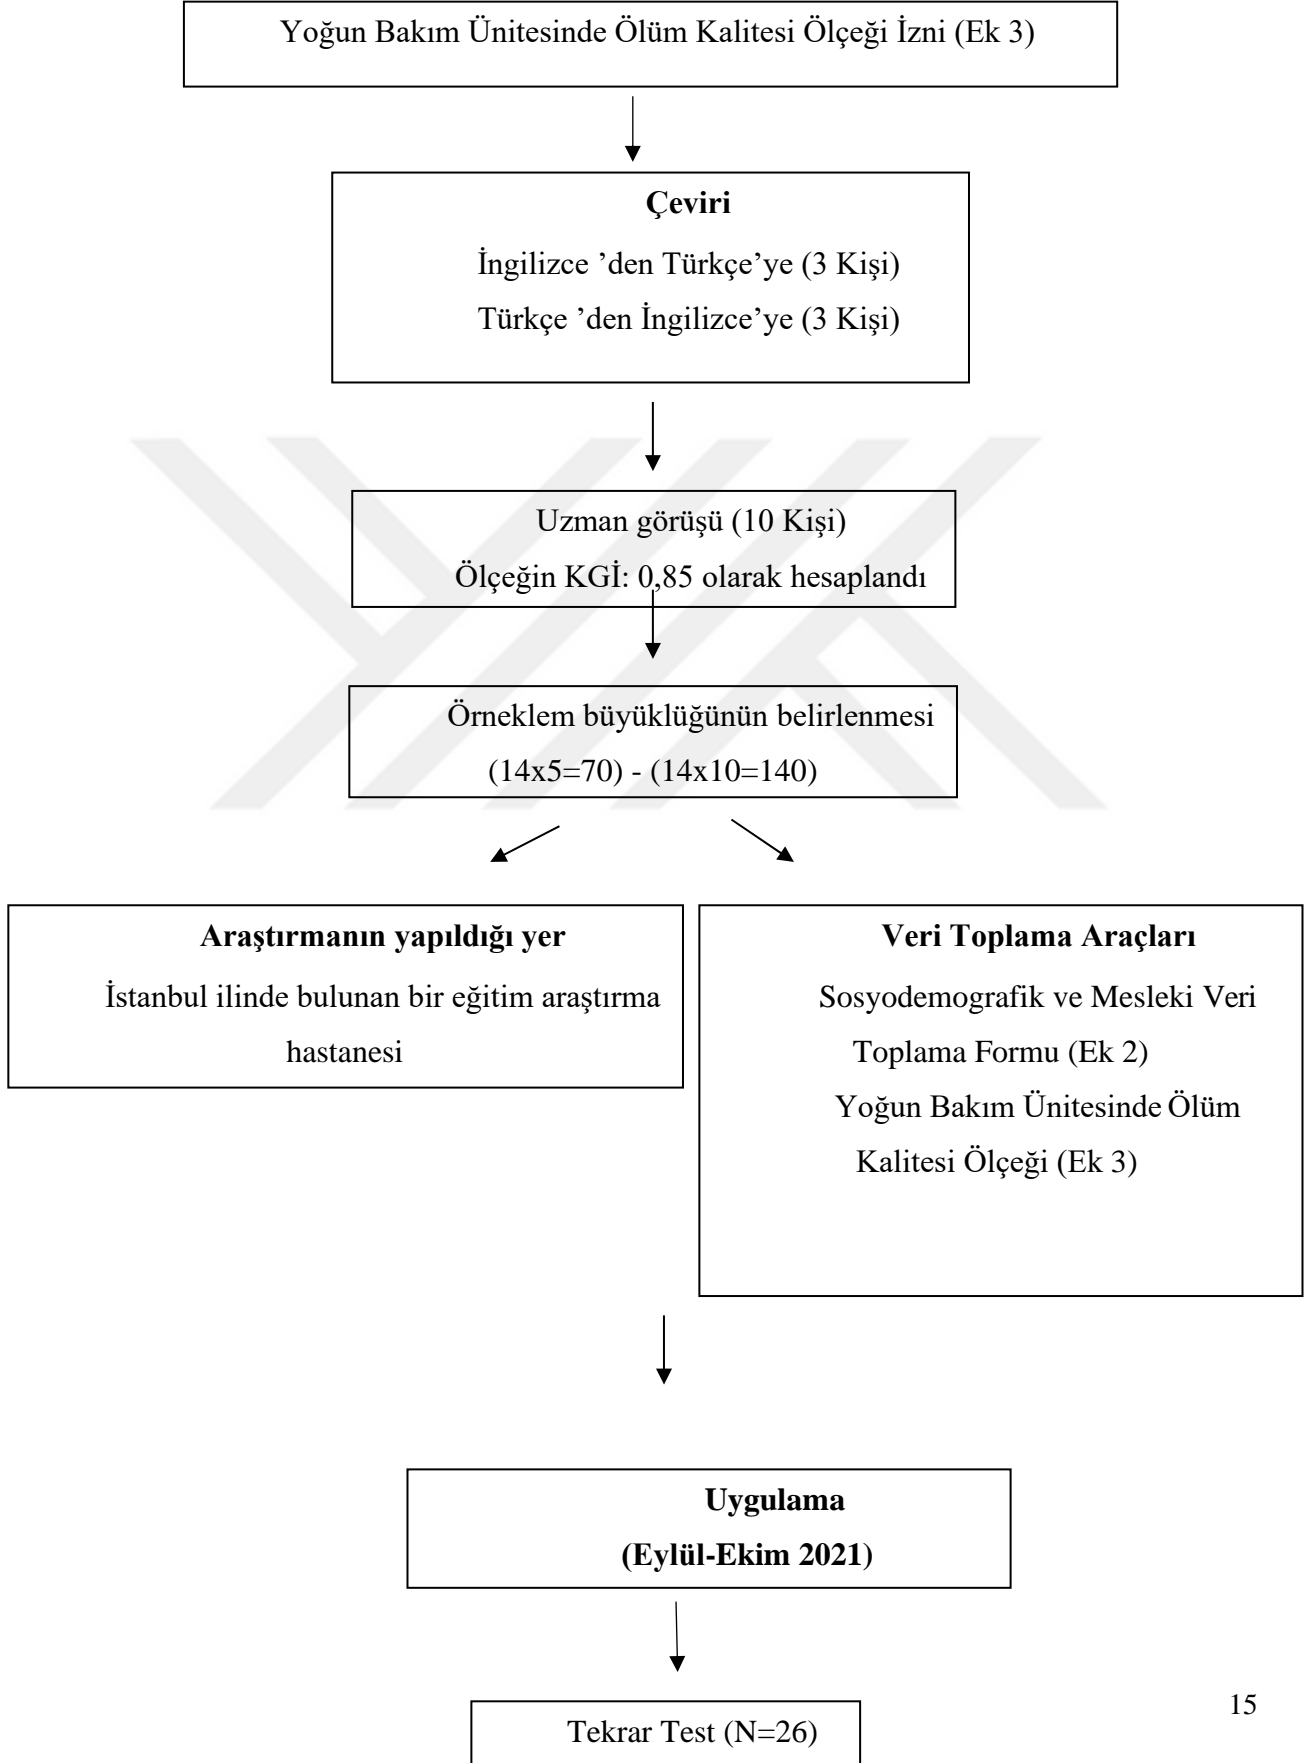 Yoğun Bakım Ünitesinde Ölüm Kalitesi Ölçeği İzni (Ek 3)
Çeviri
İngilizce ’den Türkçe’ye (3 Kişi)
Türkçe ’den İngilizce’ye (3 Kişi)
Uzman görüşü (10 Kişi)
Ölçeğin KGİ: 0,85 olarak hesaplandı
Örneklem büyüklüğünün belirlenmesi
(14x5=70) - (14x10=140)
Araştırmanın yapıldığı yer
İstanbul ilinde bulunan bir eğitim araştırma
hastanesi
Veri Toplama Araçları
Sosyodemografik ve Mesleki Veri
Toplama Formu (Ek 2)
Yoğun Bakım Ünitesinde Ölüm
Kalitesi Ölçeği (Ek 3)
Uygulama
(Eylül-Ekim 2021)
Tekrar Test (N=26)
15